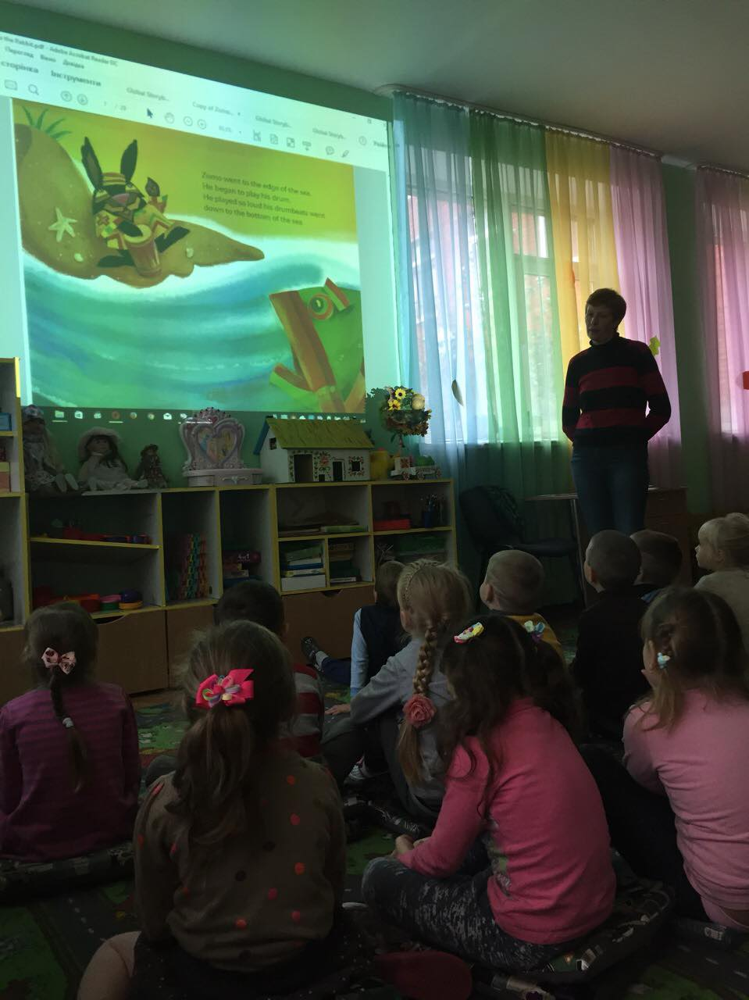 the Rabbit.pdf - Adobe Acrobat Reader DC
Перегляд Вікно Довідка
сторінка Інструменти
Global Storyb...
Copy of Zomo...
Global Storyb...
Global Storyb...
7 / 29
Zomo went to the edge of the sea.
He began to play his drum.
He played so loud his drumbeats went
down to the bottom of the sea.